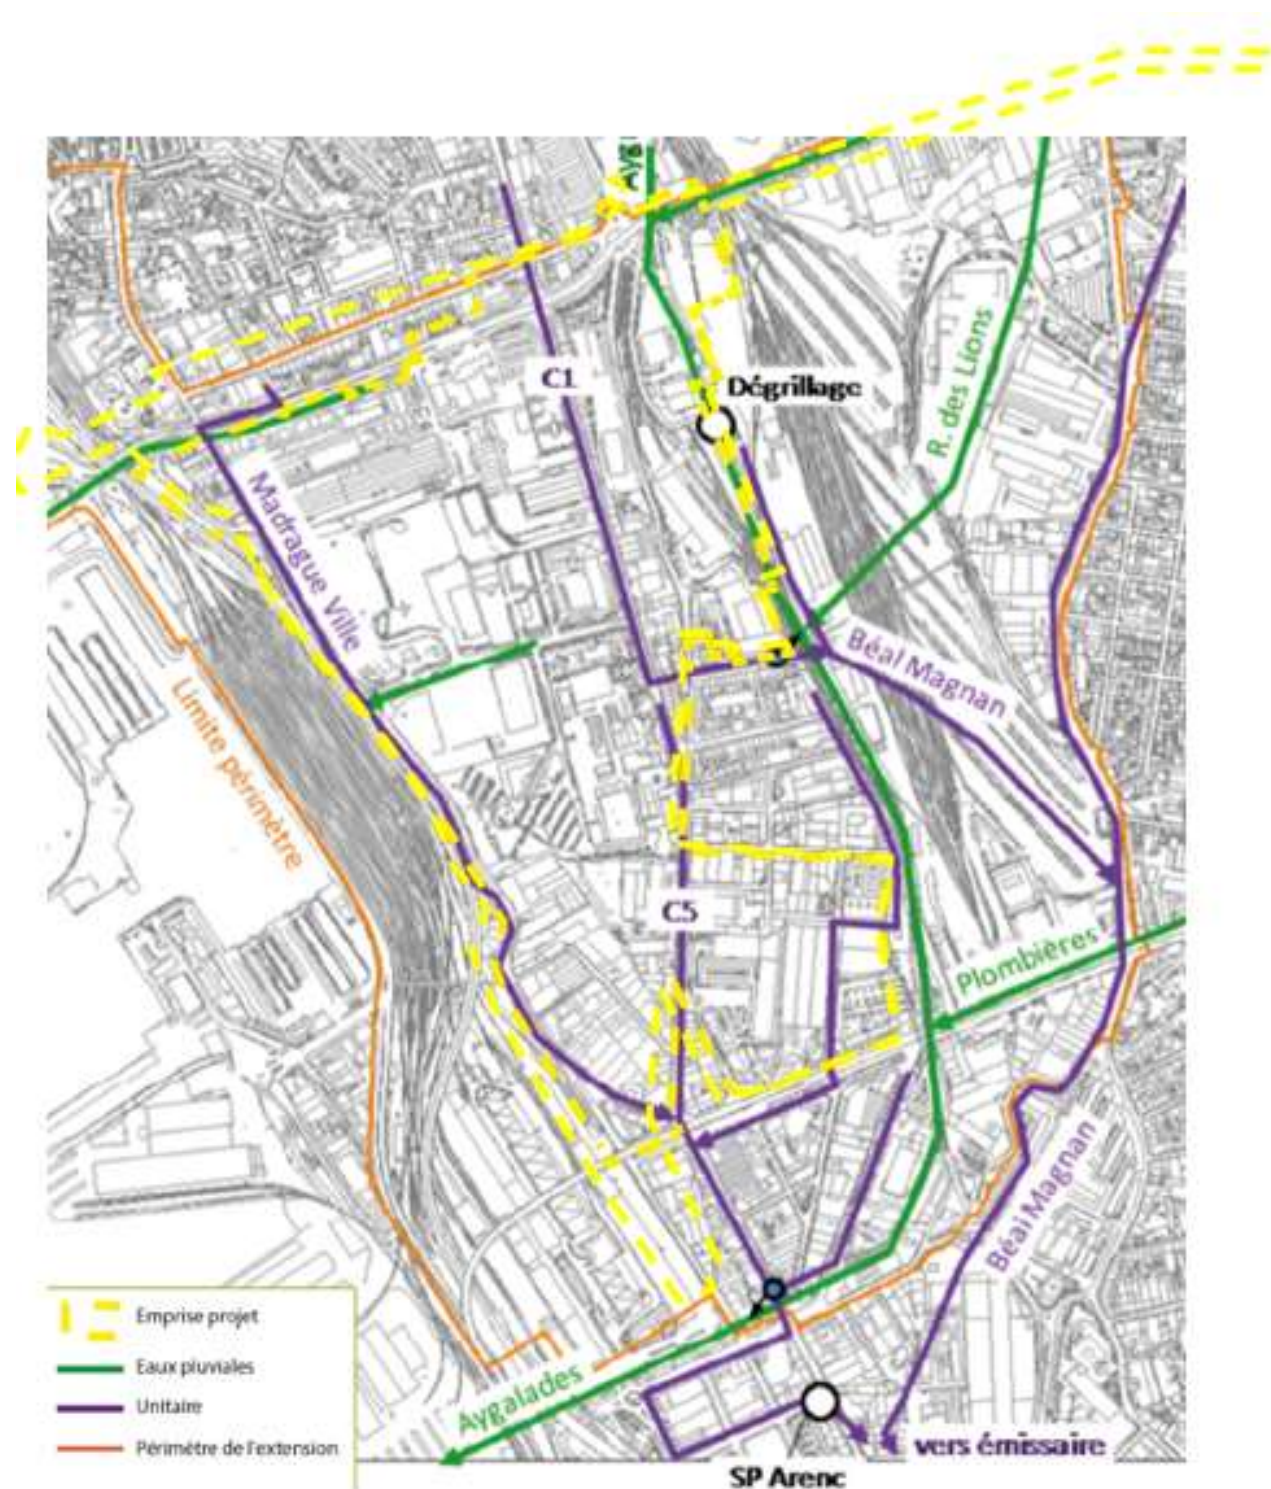 C1
Dégrillage
R. des Lions
Madrague Ville
Béal Magnan
Limite périmètre
C5
Plombières
Béal Magnan
Emprise projet
Eaux pluviales
Unitaire
Périmètre de l'extension
Aygalades
vers émissaire
SP Arenc